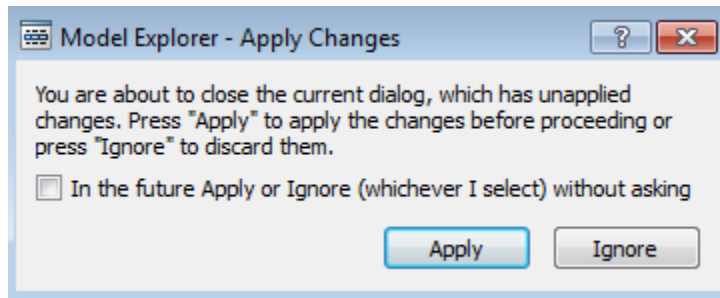 Model Explorer - Apply Changes
You are about to close the current dialog, which has unapplied
changes. Press "Apply" to apply the changes before proceeding or
press "Ignore" to discard them.
In the future Apply or Ignore (whichever I select) without asking
Apply Ignore